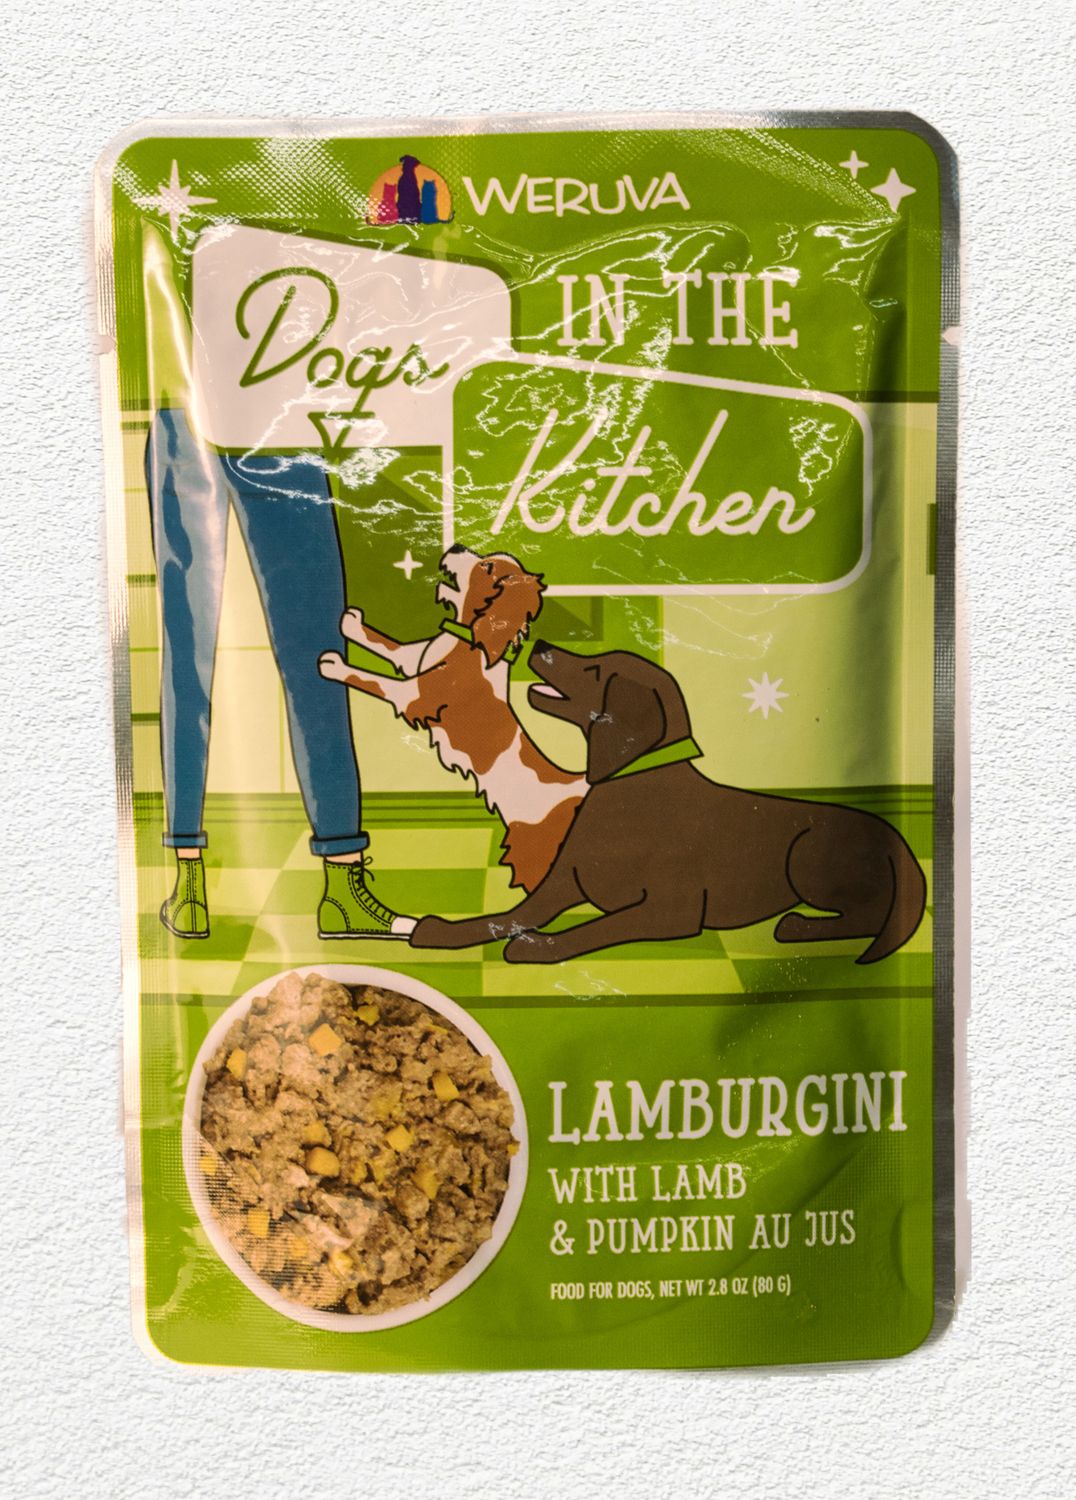 WERUVA
Dogs
IN THE
Kitchen
LAMBURGINI
WITH LAMB
& PUMPKIN AU JUS
FOOD FOR DOGS, NET WT 2.8 OZ (80 G)